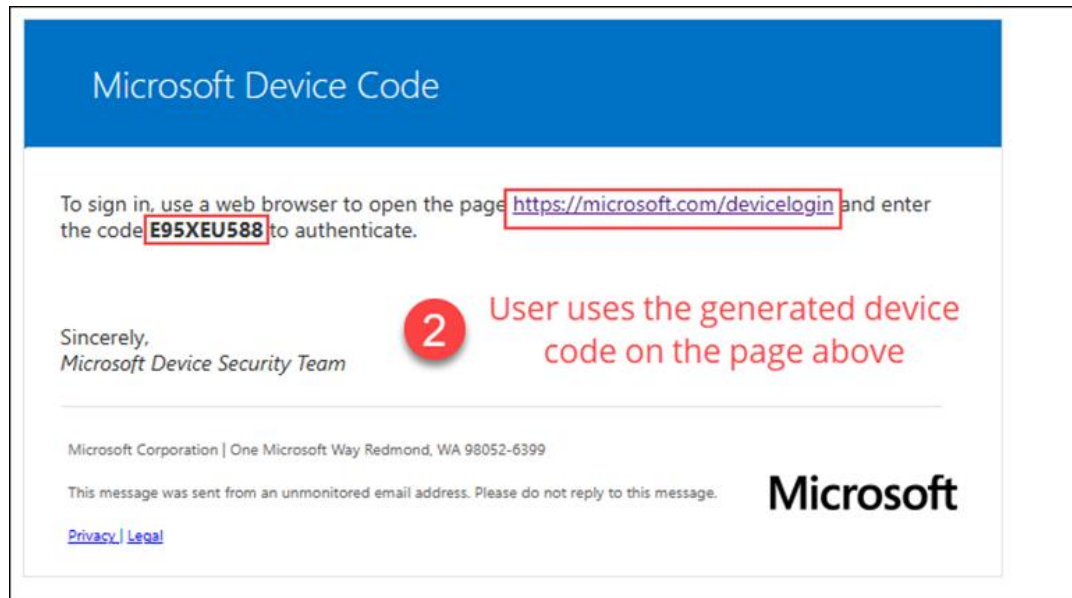 Microsoft Device Code
To sign in, use a web browser to open the page https://microsoft.com/devicelogin and enter
the code E95XEU588 to authenticate.
2
User uses the generated device
code on the page above
Sincerely,
Microsoft Device Security Team
Microsoft Corporation | One Microsoft Way Redmond, WA 98052-6399
This message was sent from an unmonitored email address. Please do not reply to this message.
Microsoft
Privacy | Legal